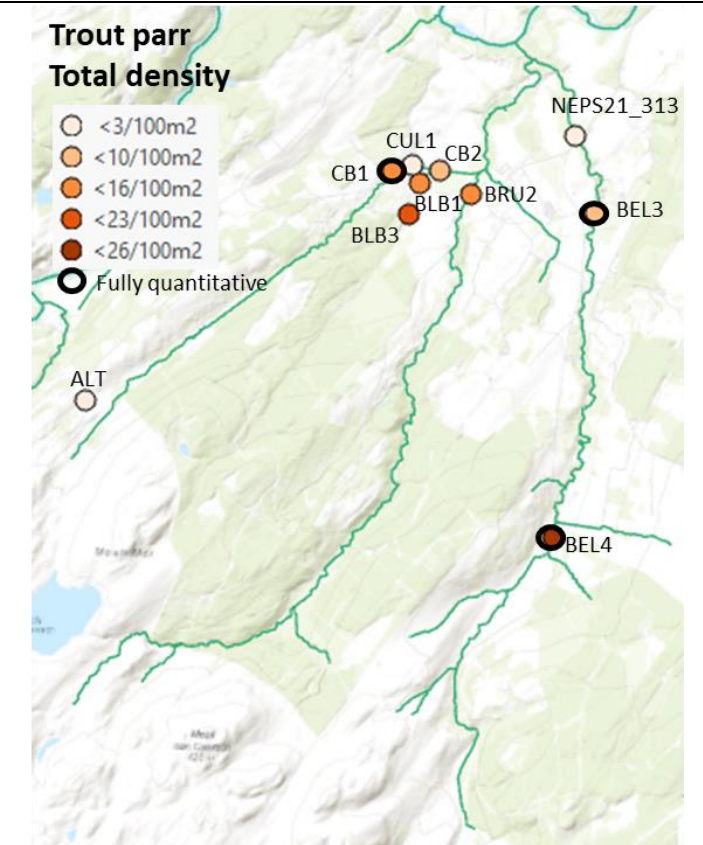 Trout parr
Total density
<3/100m2
<10/100m2
<16/100m2
<23/100m2
<26/100m2
Fully quantitative
NEPS21_313
CUL1
CB2
CB1
BLB1
BRU2
BEL3
BLB3
ALT
BEL4
Meall